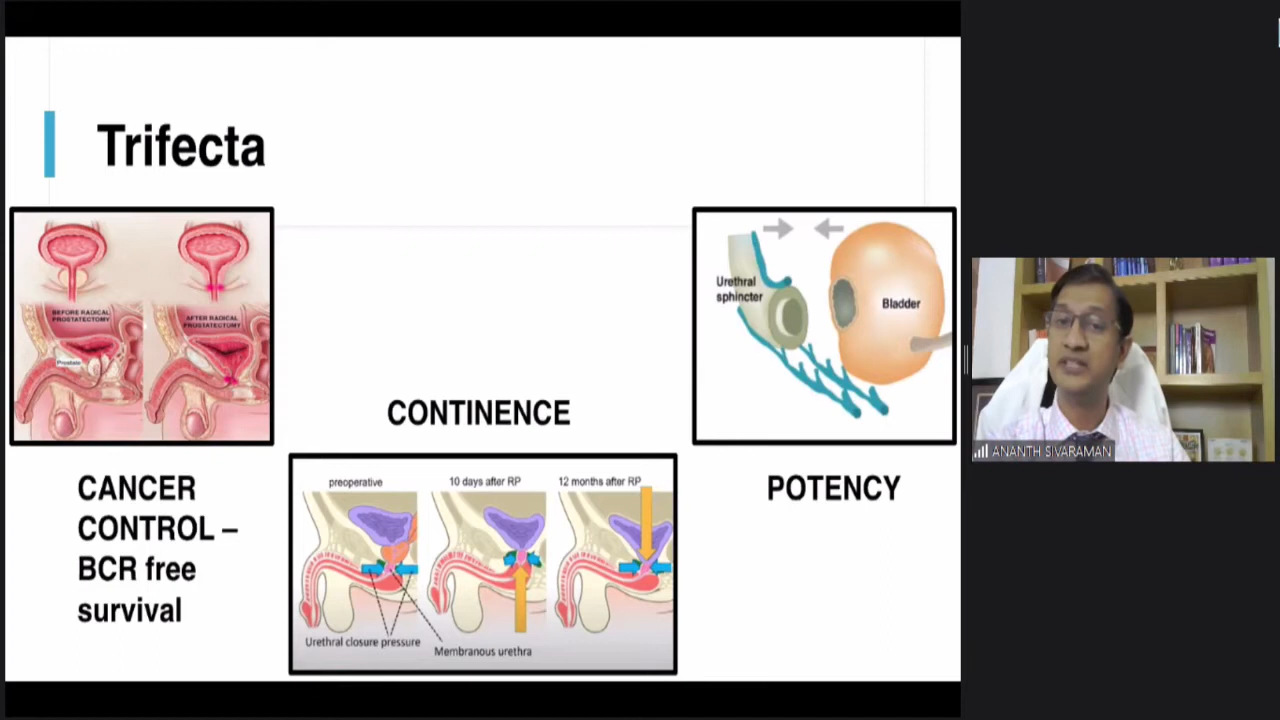 Trifecta
BEFORE RADICAL
PROSTATECTOMY
AFTER RADICAL
PROSTATECTOMY
Prostate
CANCER
CONTROL –
BCR free
survival
CONTINENCE
preoperative
10 days after RP
12 months after RP
Urethral closure pressure
Membranous urethra
Urethral
sphincter
Bladder
POTENCY
ANANTH SIVARAMAN